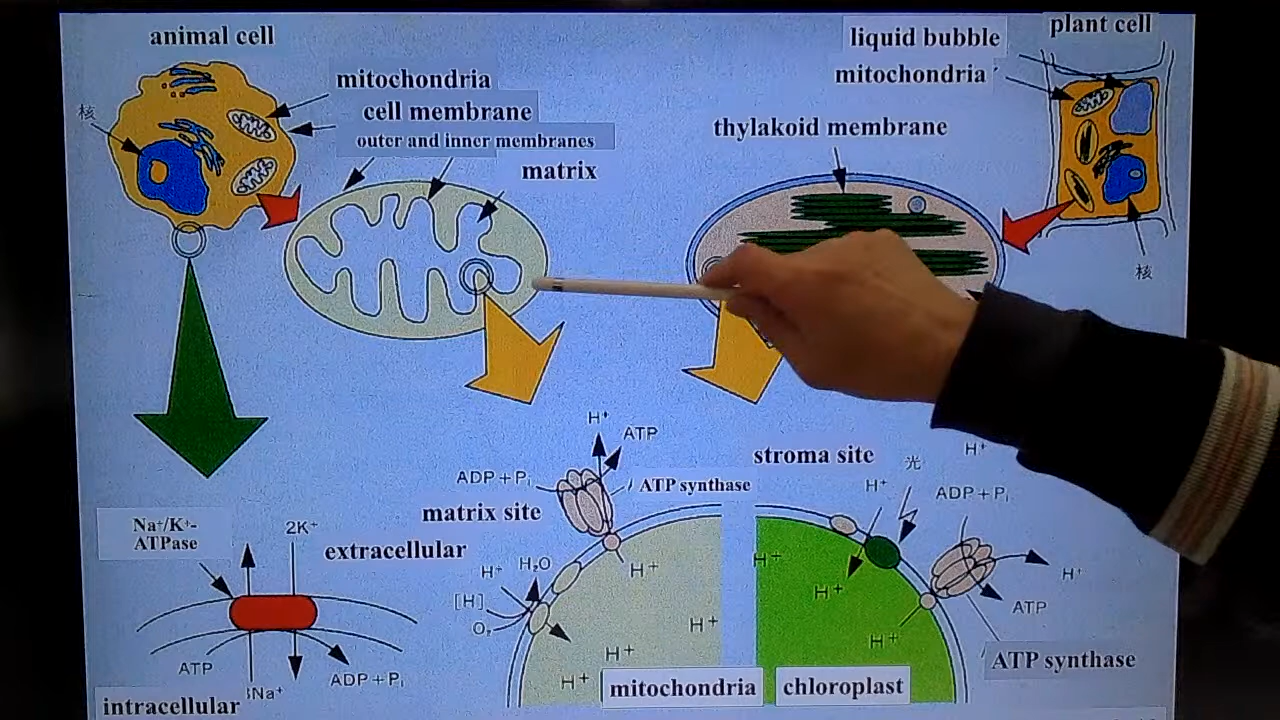 animal cell
liquid bubble
plant cell
mitochondria
mitochondria
核
cell membrane
outer and inner membranes
thylakoid membrane
matrix
核
H⁺
ATP
stroma site
光
H⁺
ADP+Pᵢ
ATP synthase
H⁺
ADP+Pᵢ
matrix site
Na⁺/K⁺-
ATPase
2K⁺
extracellular
H⁺
H₂O
H⁺
H⁺
H⁺
H⁺
[H]
O₂
ATP
H⁺
H⁺
H⁺
ATP synthase
ATP
ADP+Pᵢ
3Na⁺
H⁺
mitochondria
chloroplast
intracellular